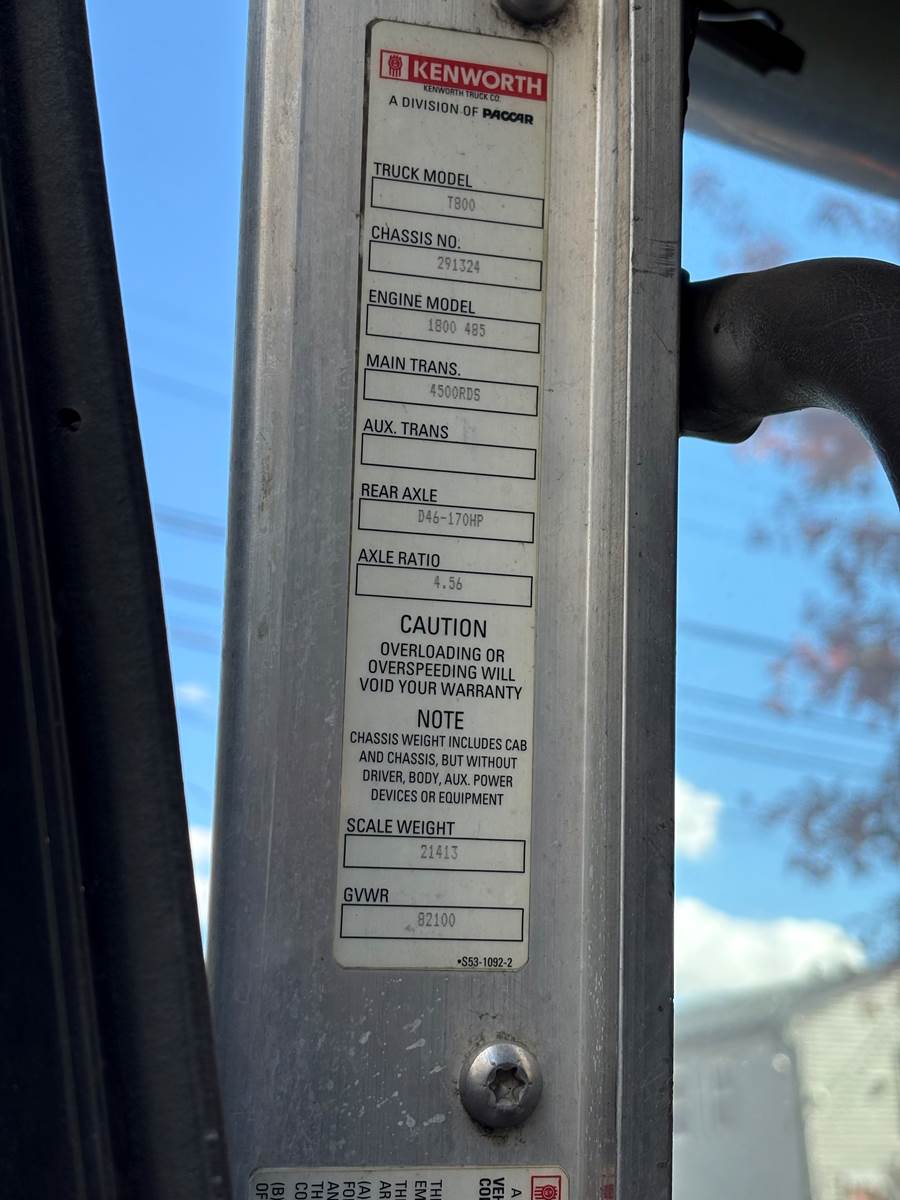 KENWORTH
KENWORTH TRUCK CO.
A DIVISION OF PACCAR
TRUCK MODEL
T800
CHASSIS NO.
291324
ENGINE MODEL
1800 485
MAIN TRANS.
4500RDS
AUX. TRANS
REAR AXLE
D46-170HP
AXLE RATIO
4.56
CAUTION
OVERLOADING OR
OVERSPEEDING WILL
VOID YOUR WARRANTY
NOTE
CHASSIS WEIGHT INCLUDES CAB
AND CHASSIS, BUT WITHOUT
DRIVER, BODY, AUX. POWER
DEVICES OR EQUIPMENT
SCALE WEIGHT
21413
GVWR
82100
•S53-1092-2